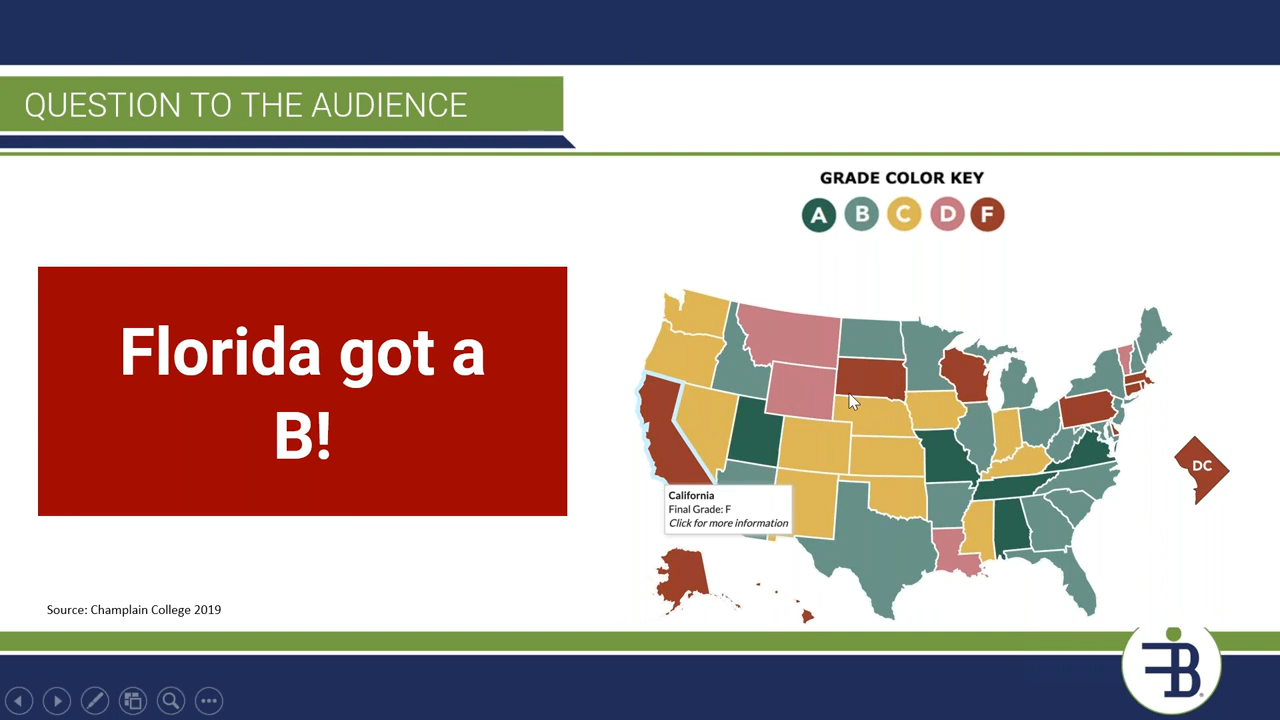 QUESTION TO THE AUDIENCE
GRADE COLOR KEY
A B C D F
Florida got a
B!
DC
California
Final Grade: F
Click for more information
Source: Champlain College 2019
FB